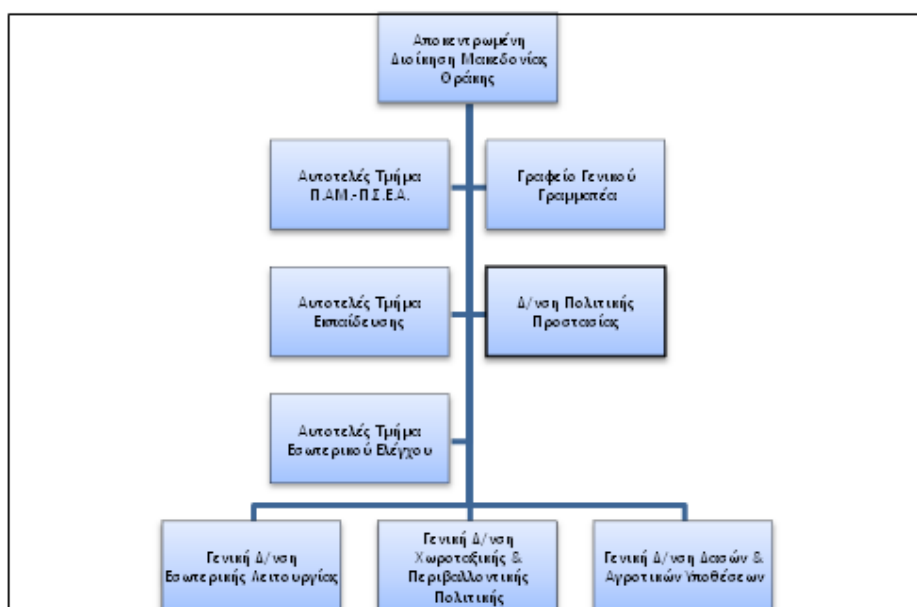 Αποκεντρωμένη
Διοίκηση Μακεδονίας
Θράκης
Αυτοτελές Τμήμα
Π.ΑΜ.-Π.Σ.Ε.Α.
Γραφείο Γενικού
Γραμματέα
Αυτοτελές Τμήμα
Εκπαίδευσης
Δ/νση Πολιτικής
Προστασίας
Αυτοτελές Τμήμα
Εσωτερικού Ελέγχου
Γενική Δ/νση
Εσωτερικής Λειτουργίας
Γενική Δ/νση
Χωροταξικής &
Περιβαλλοντικής
Πολιτικής
Γενική Δ/νση Δασών &
Αγροτικών Υποθέσεων